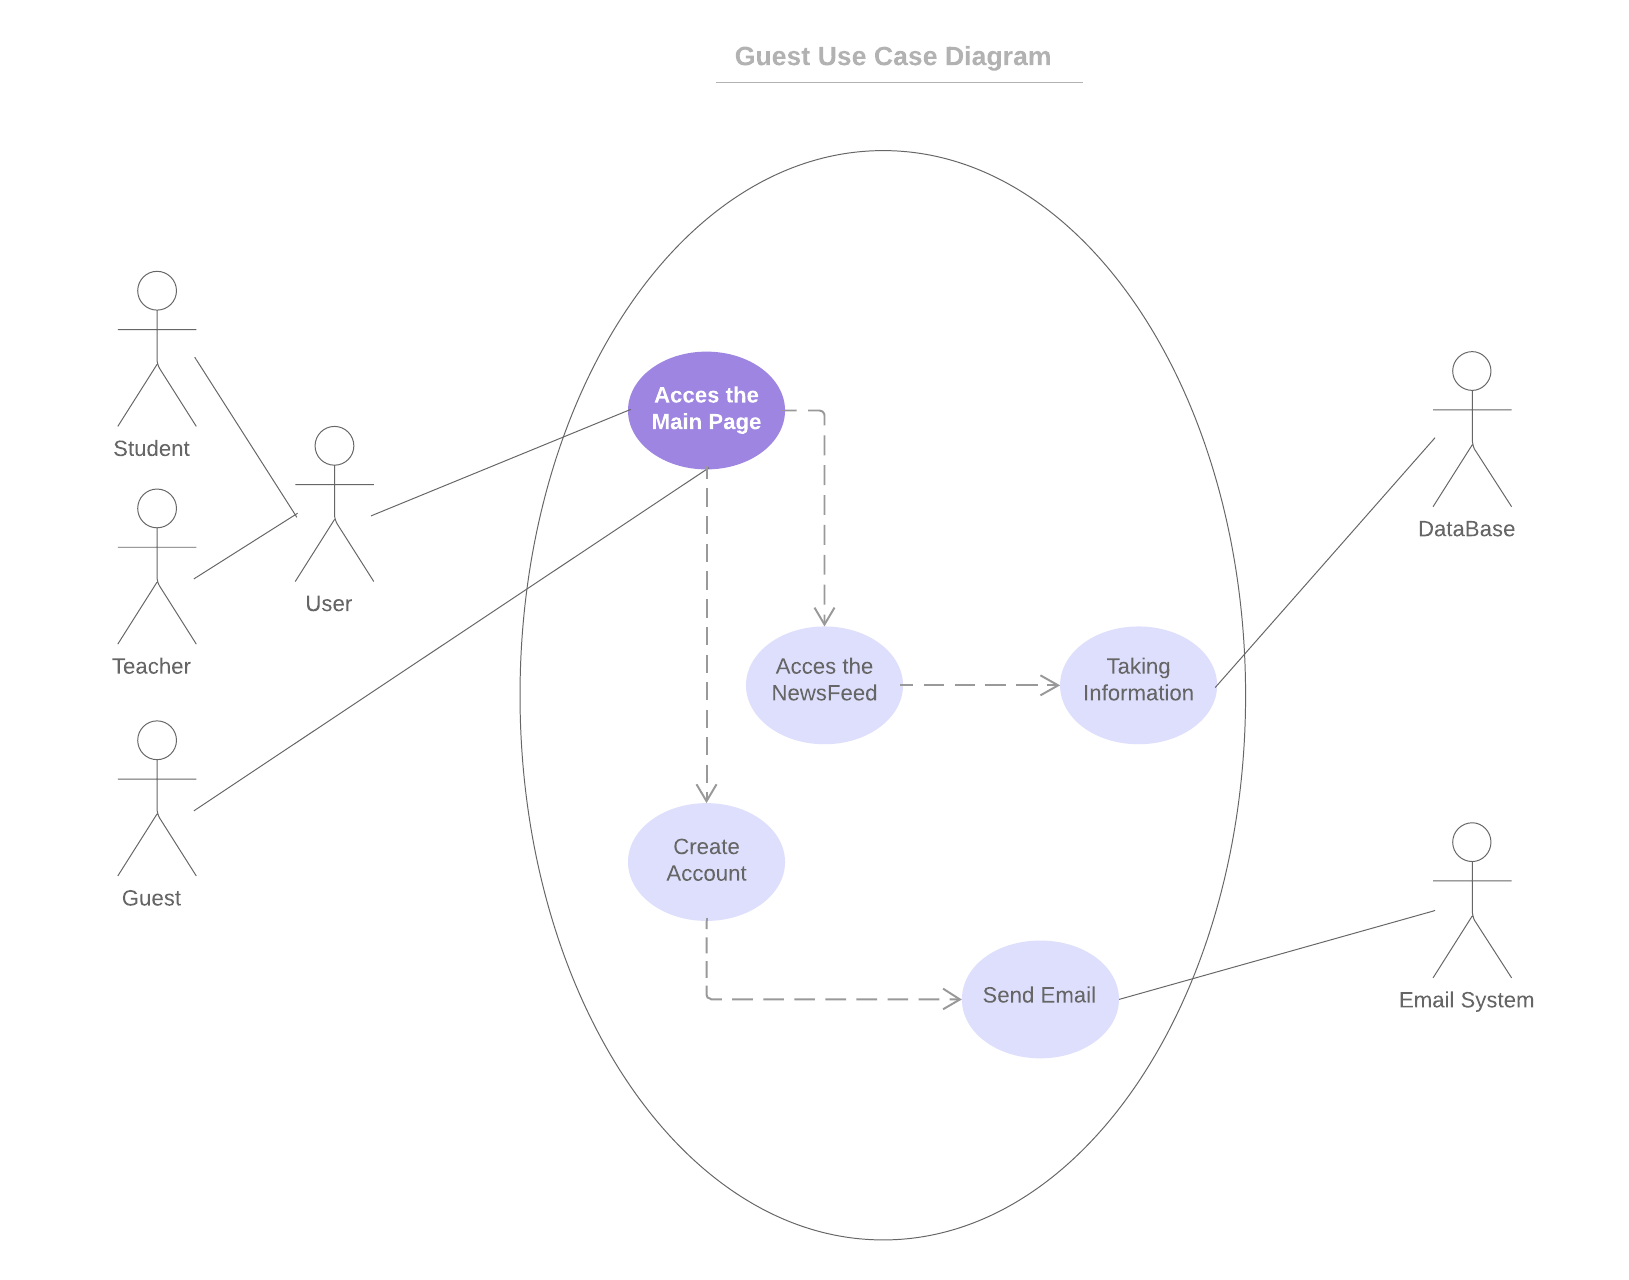 Guest Use Case Diagram
Student
Teacher
Guest
User
Acces the
Main Page
Acces the
NewsFeed
Taking
Information
Create
Account
Send Email
DataBase
Email System